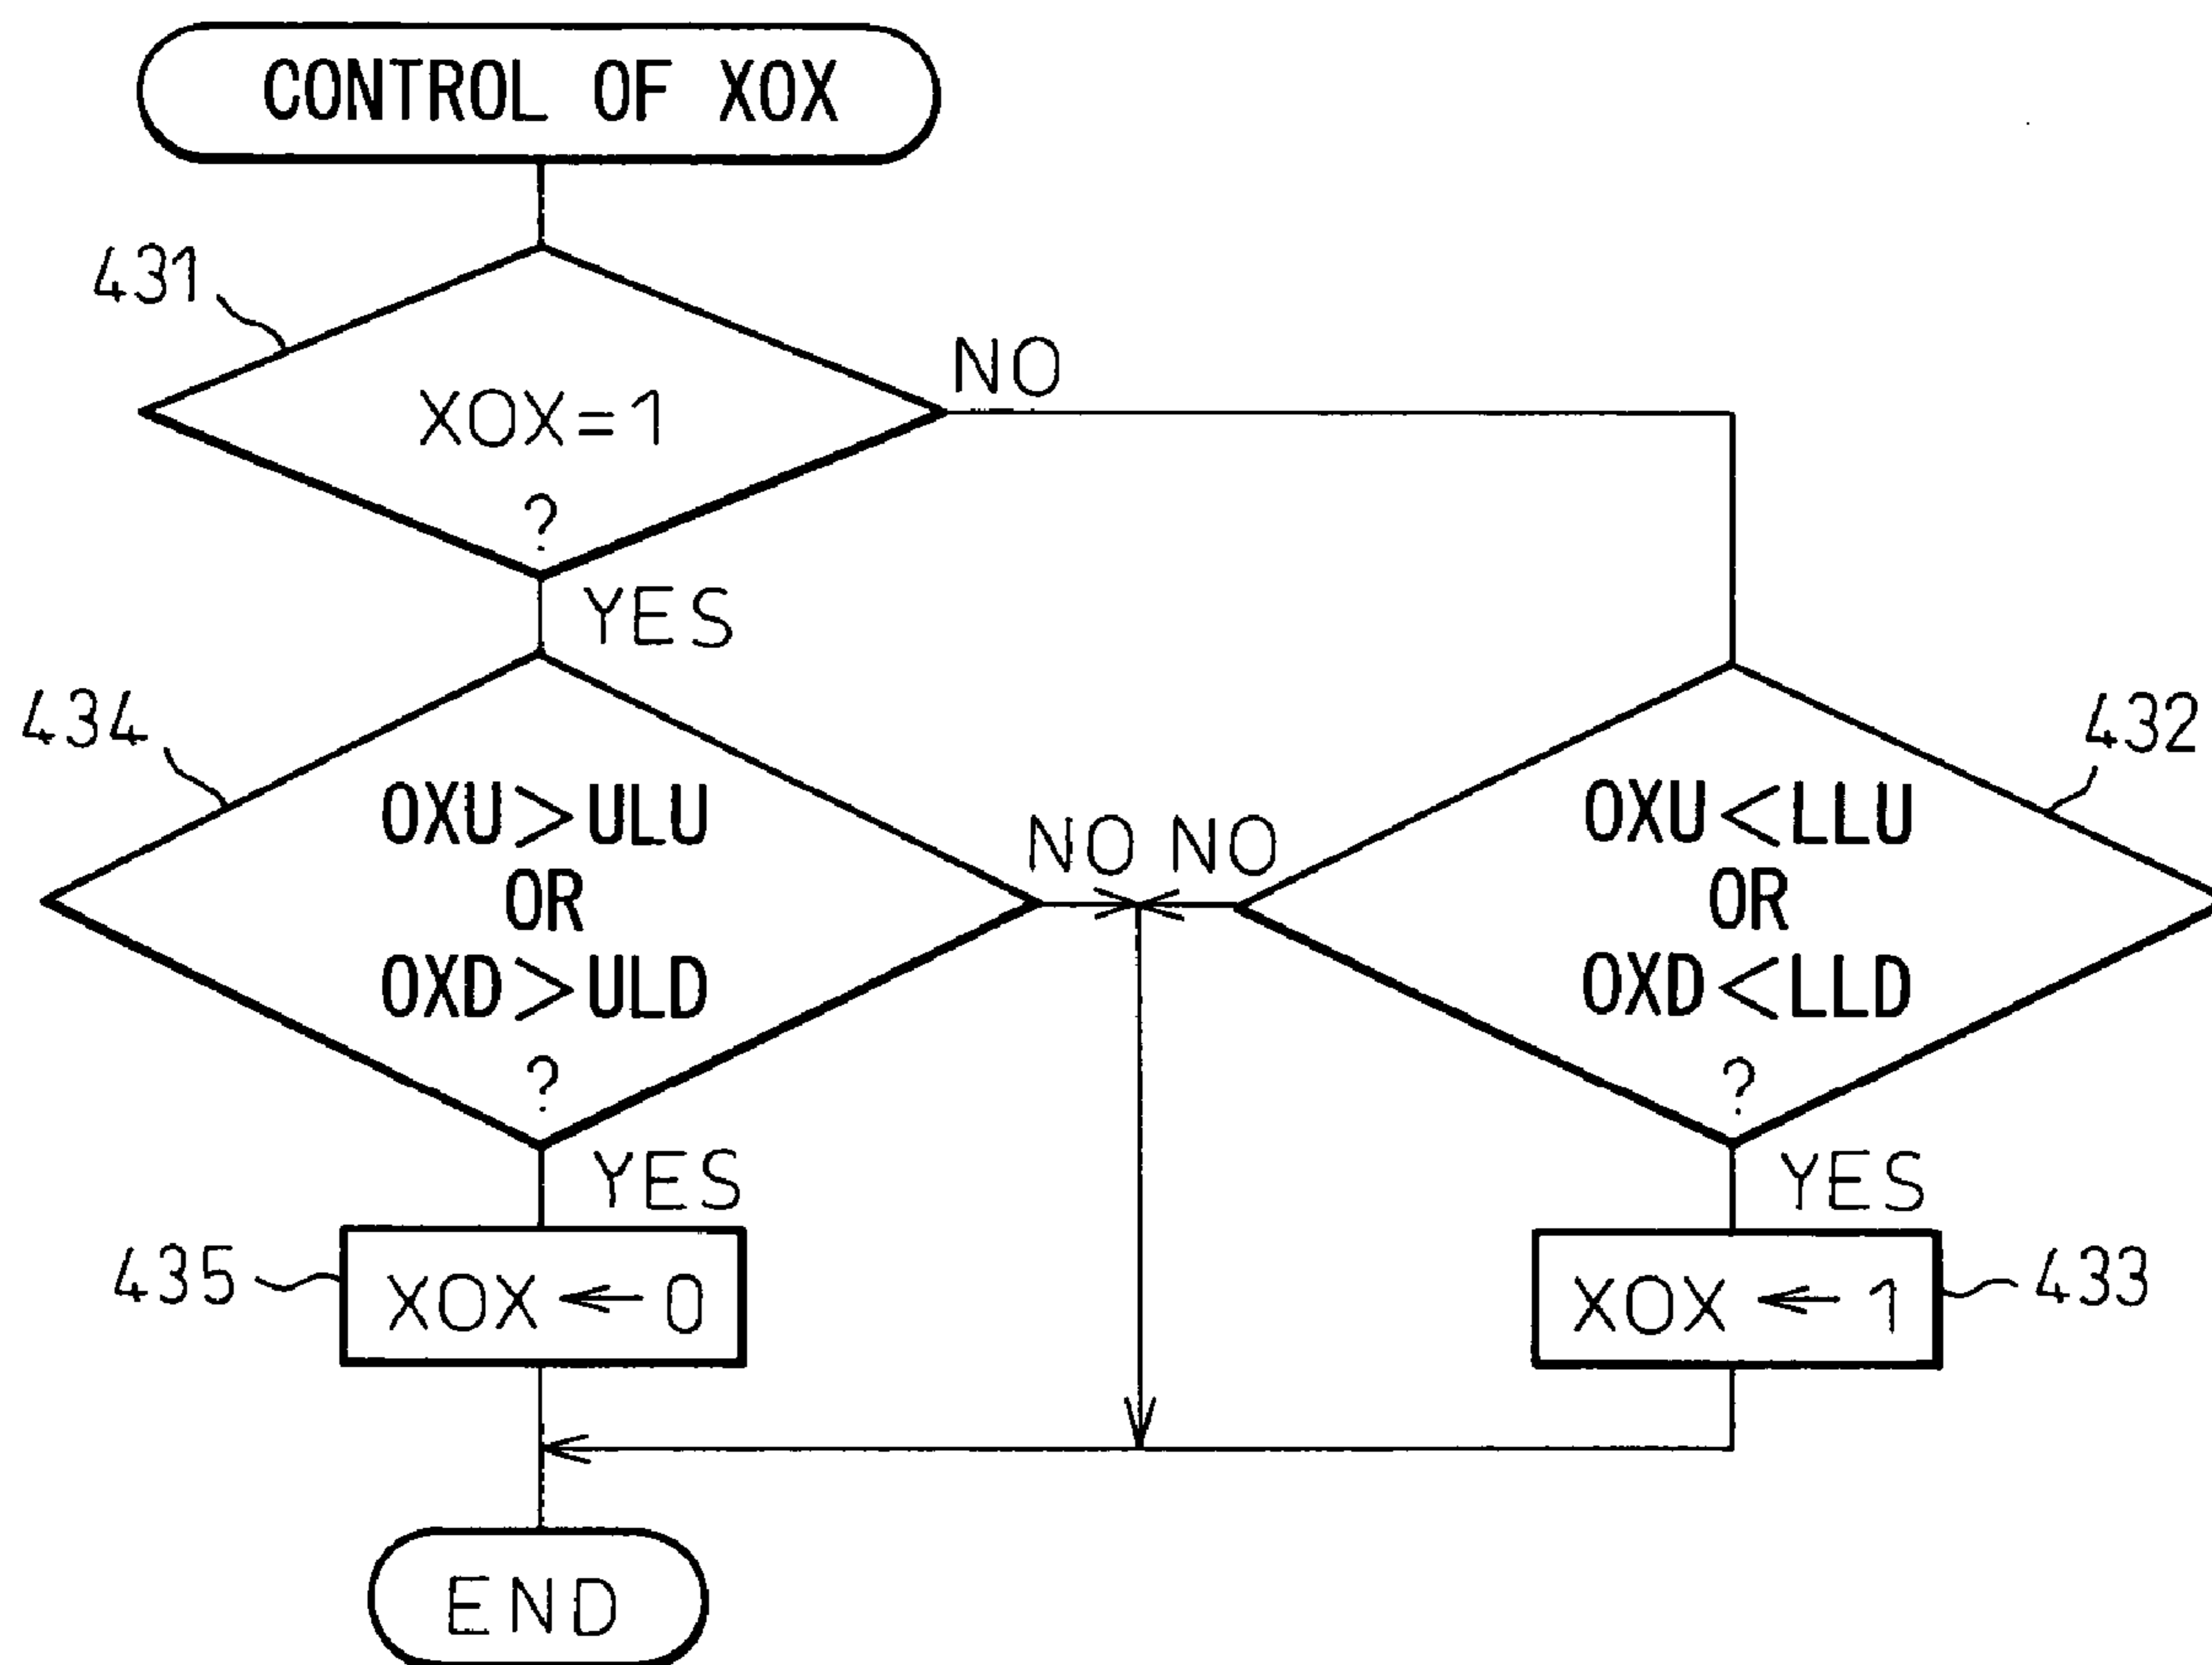 CONTROL OF XOX
431
XOX=1
?
NO
YES
434
OXU>ULU
OR
OXD>ULD
?
NO
NO
432
OXU<LLU
OR
OXD<LLD
?
YES
YES
435
XOX ← 0
XOX ← 1
433
END